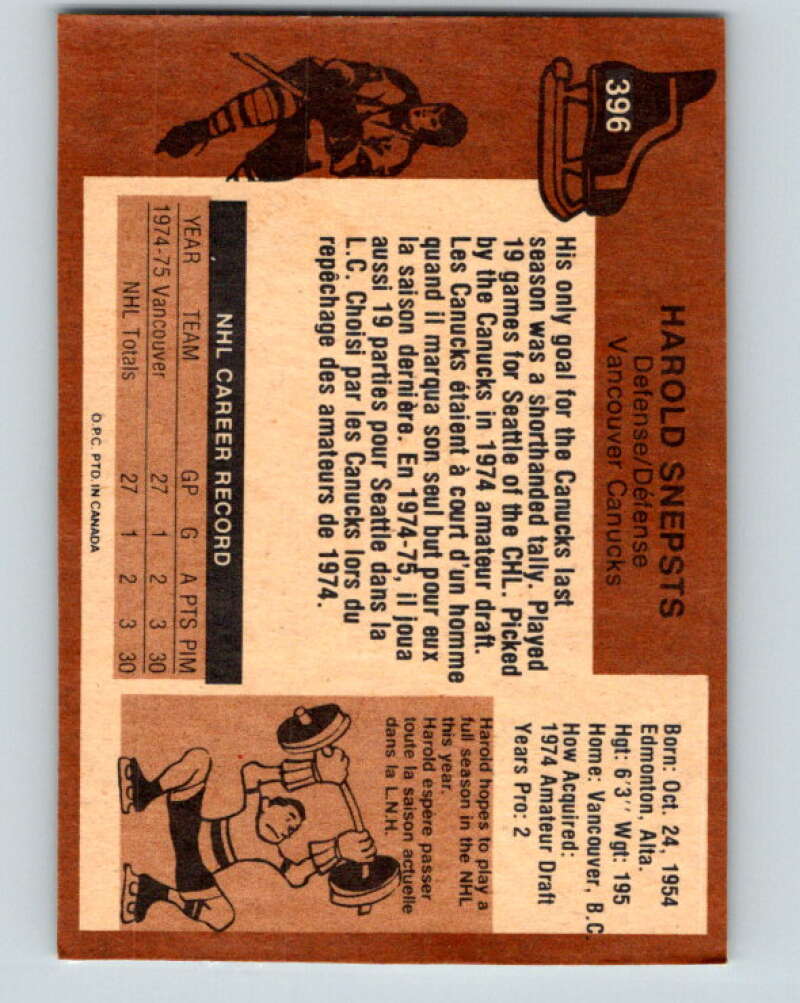 396
HAROLD SNEPSTS
Defense/Défense
Vancouver Canucks
Born: Oct. 24, 1954
Edmonton, Alta.
Hgt: 6'3'' Wgt: 195
Home: Vancouver, B.C.
How Acquired:
1974 Amateur Draft
Years Pro: 2
His only goal for the Canucks last
season was a shorthanded tally. Played
19 games for Seattle of the CHL. Picked
by the Canucks in 1974 amateur draft.
Les Canucks étaient à court d'un homme
quand il marqua son seul but pour eux
la saison dernière. En 1974-75, il joua
aussi 19 parties pour Seattle dans la
L.C. Choisi par les Canucks lors du
repêchage des amateurs de 1974.
NHL CAREER RECORD
YEAR TEAM GP G A PTS PIM
1974-75 Vancouver 27 1 2 3 30
NHL Totals 27 1 2 3 30
Harold hopes to play a
full season in the NHL
this year.
Harold espère passer
toute la saison actuelle
dans la L.N.H.
O.P.C. PTD. IN CANADA